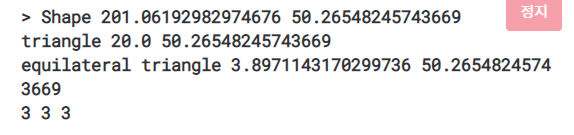 > Shape 201.06192982974676 50.26548245743669
정지
triangle 20.0 50.26548245743669
equilateral triangle 3.8971143170299736 50.2654824574
3669
3 3 3